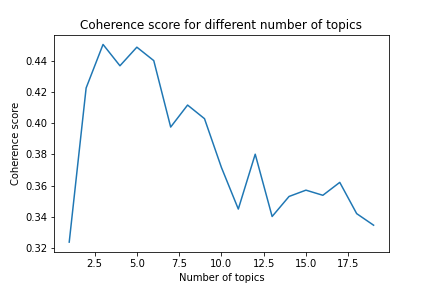 Coherence score for different number of topics
0.44
0.42
0.40
0.38
0.36
0.34
0.32
Coherence score
2.5 5.0 7.5 10.0 12.5 15.0 17.5
Number of topics